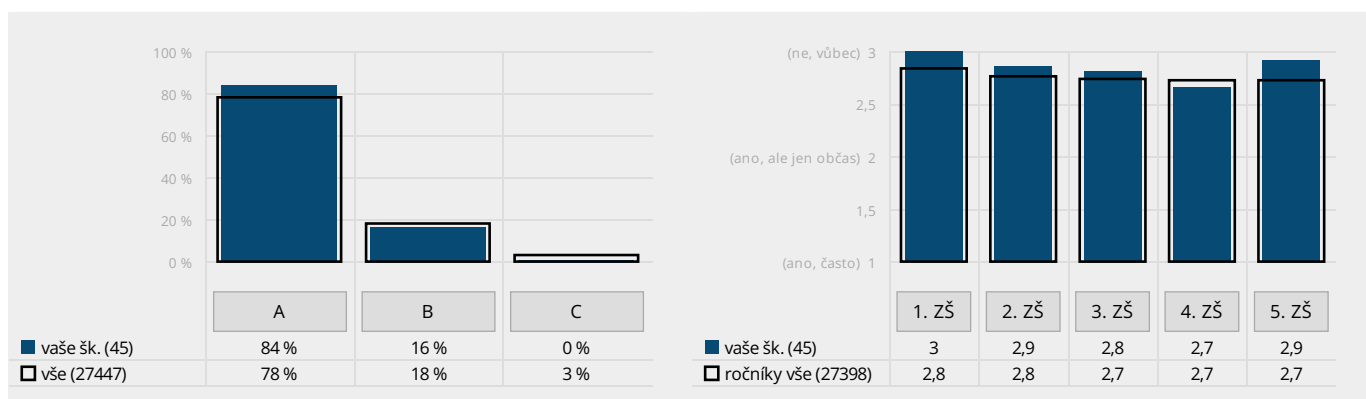 100 %
80 %
60 %
40 %
20 %
0 %
A B C
vaše šk. (45) 84 % 16 % 0 %
vše (27447) 78 % 18 % 3 %
(ne, vůbec) 3
2,5
(ano, ale jen občas) 2
1,5
(ano, často) 1
1. ZŠ 2. ZŠ 3. ZŠ 4. ZŠ 5. ZŠ
vaše šk. (45) 3 2,9 2,8 2,7 2,9
ročníky vše (27398) 2,8 2,8 2,7 2,7 2,7